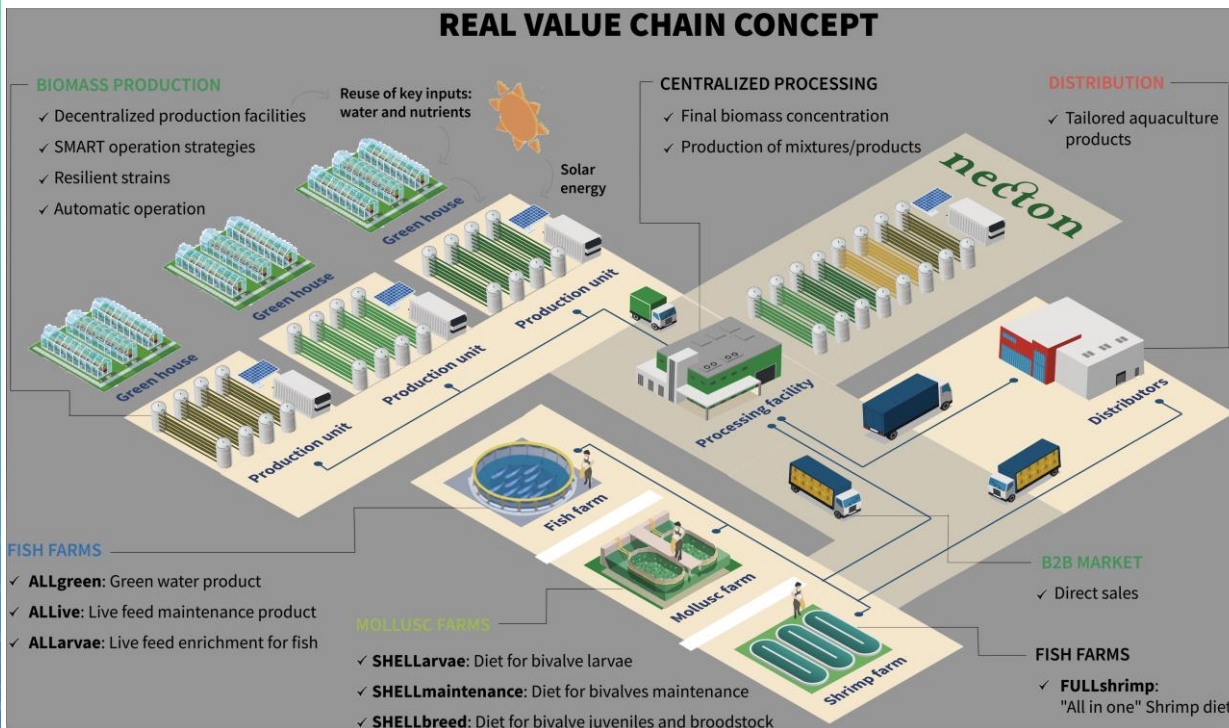 REAL VALUE CHAIN CONCEPT
BIOMASS PRODUCTION
✓ Decentralized production facilities
✓ SMART operation strategies
✓ Resilient strains
✓ Automatic operation
Reuse of key inputs:
water and nutrients
Solar
energy
CENTRALIZED PROCESSING
✓ Final biomass concentration
✓ Production of mixtures/products
DISTRIBUTION
✓ Tailored aquaculture
products
necton
Green house
Green house
Green house
Production unit
Production unit
Production unit
Processing facility
Distributors
Fish farm
Mollusc farm
Shrimp farm
FISH FARMS
✓ ALLgreen: Green water product
✓ ALLive: Live feed maintenance product
✓ ALLarvae: Live feed enrichment for fish
MOLLUSC FARMS
✓ SHELLarvae: Diet for bivalve larvae
✓ SHELLmaintenance: Diet for bivalves maintenance
✓ SHELLbreed: Diet for bivalve juveniles and broodstock
B2B MARKET
✓ Direct sales
FISH FARMS
✓ FULLshrimp:
"All in one" Shrimp diet